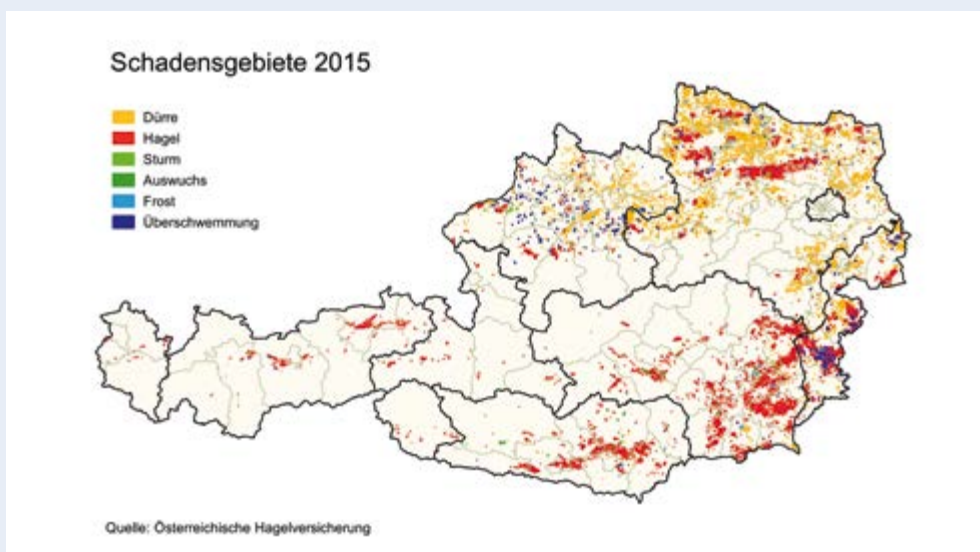 Schadensgebiete 2015
Dürre
Hagel
Sturm
Auswuchs
Frost
Überschwemmung
Quelle: Österreichische Hagelversicherung